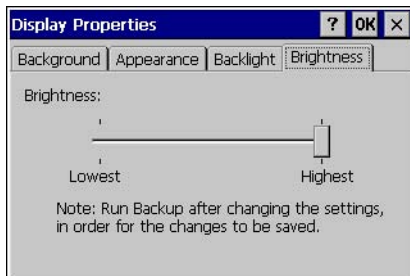 Display Properties ? OK ×
Background Appearance Backlight Brightness
Brightness:
Lowest Highest
Note: Run Backup after changing the settings,
in order for the changes to be saved.